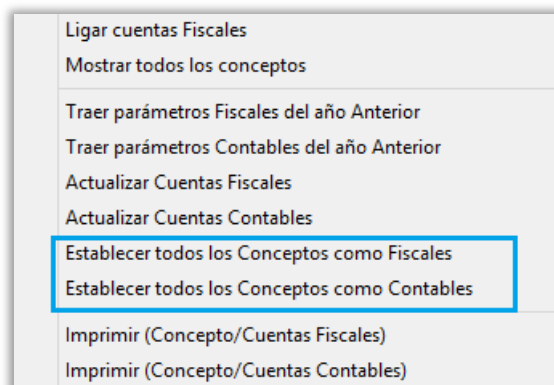 Ligar cuentas Fiscales
Mostrar todos los conceptos
Traer parámetros Fiscales del año Anterior
Traer parámetros Contables del año Anterior
Actualizar Cuentas Fiscales
Actualizar Cuentas Contables
Establecer todos los Conceptos como Fiscales
Establecer todos los Conceptos como Contables
Imprimir (Concepto/Cuentas Fiscales)
Imprimir (Concepto/Cuentas Contables)